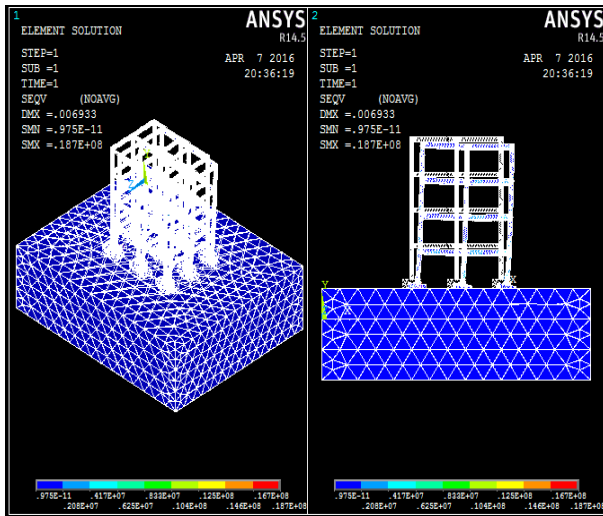 1
ANSYS
R14.5
ELEMENT SOLUTION
APR 7 2016
20:36:19
STEP=1
SUB =1
TIME=1
SEQV (NOAVG)
DMX =.006933
SMN =.975E-11
SMX =.187E+08
Z
.975E-11 .417E+07 .833E+07 .125E+08 .167E+08
.208E+07 .625E+07 .104E+08 .146E+08 .187E+08
2
ANSYS
R14.5
ELEMENT SOLUTION
APR 7 2016
20:36:19
STEP=1
SUB =1
TIME=1
SEQV (NOAVG)
DMX =.006933
SMN =.975E-11
SMX =.187E+08
Y
X
.975E-11 .417E+07 .833E+07 .125E+08 .167E+08
.208E+07 .625E+07 .104E+08 .146E+08 .187E+08